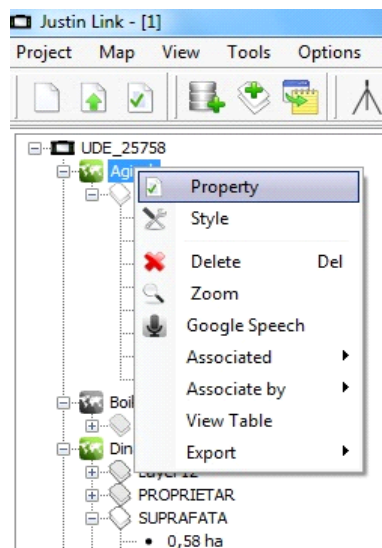 Justin Link - [1]
Project Map View Tools Options
UDE_25758
Property
Style
Delete Del
Zoom
Google Speech
Associated
Associate by
View Table
Export
PROPRIETAR
SUPRAFATA
0,58 ha